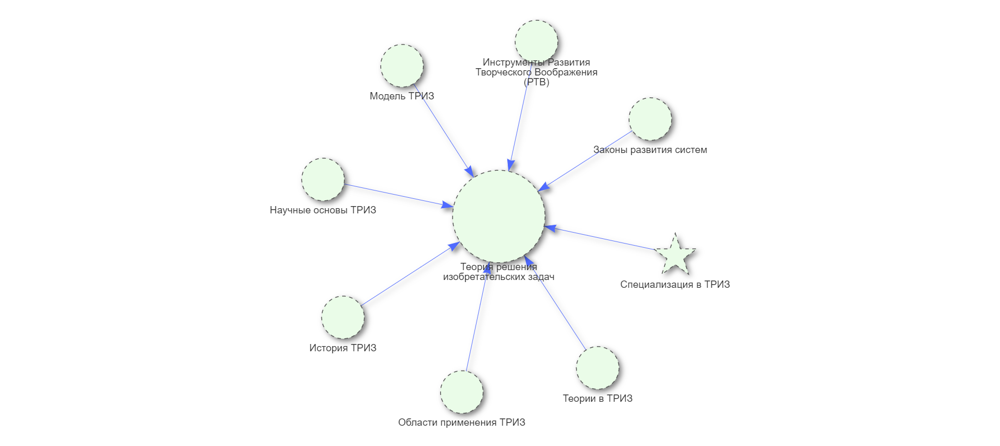 Инструменты Развития
Творческого Воображения
(РТВ)
Модель ТРИЗ
Законы развития систем
Научные основы ТРИЗ
Теория решения
изобретательских задач
Специализация в ТРИЗ
История ТРИЗ
Теории в ТРИЗ
Области применения ТРИЗ